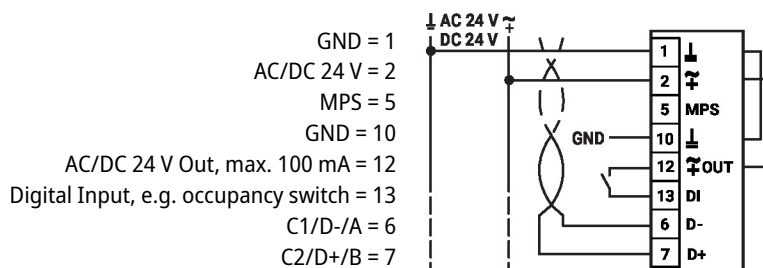 GND = 1
AC/DC 24 V = 2
MPS = 5
GND = 10
AC/DC 24 V Out, max. 100 mA = 12
Digital Input, e.g. occupancy switch = 13
C1/D-/A = 6
C2/D+/B = 7
AC 24 V
DC 24 V
1
2
5 MPS
GND 10
12 OUT
13 DI
6 D-
7 D+